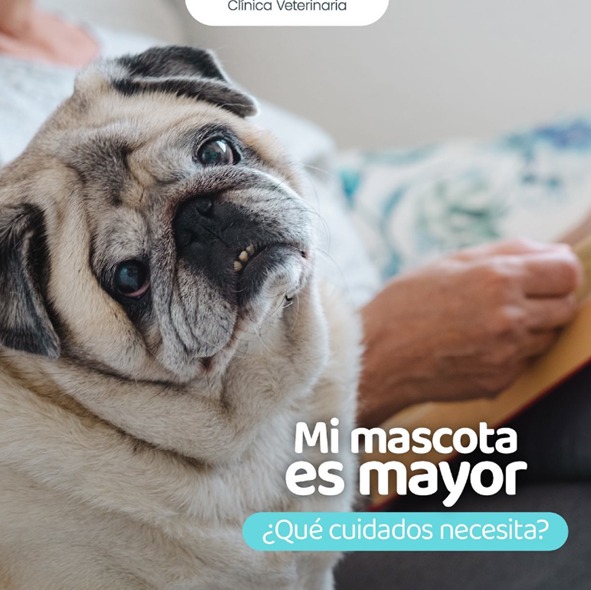 Clínica Veterinaria
Mi mascota
es mayor
¿Qué cuidados necesita?